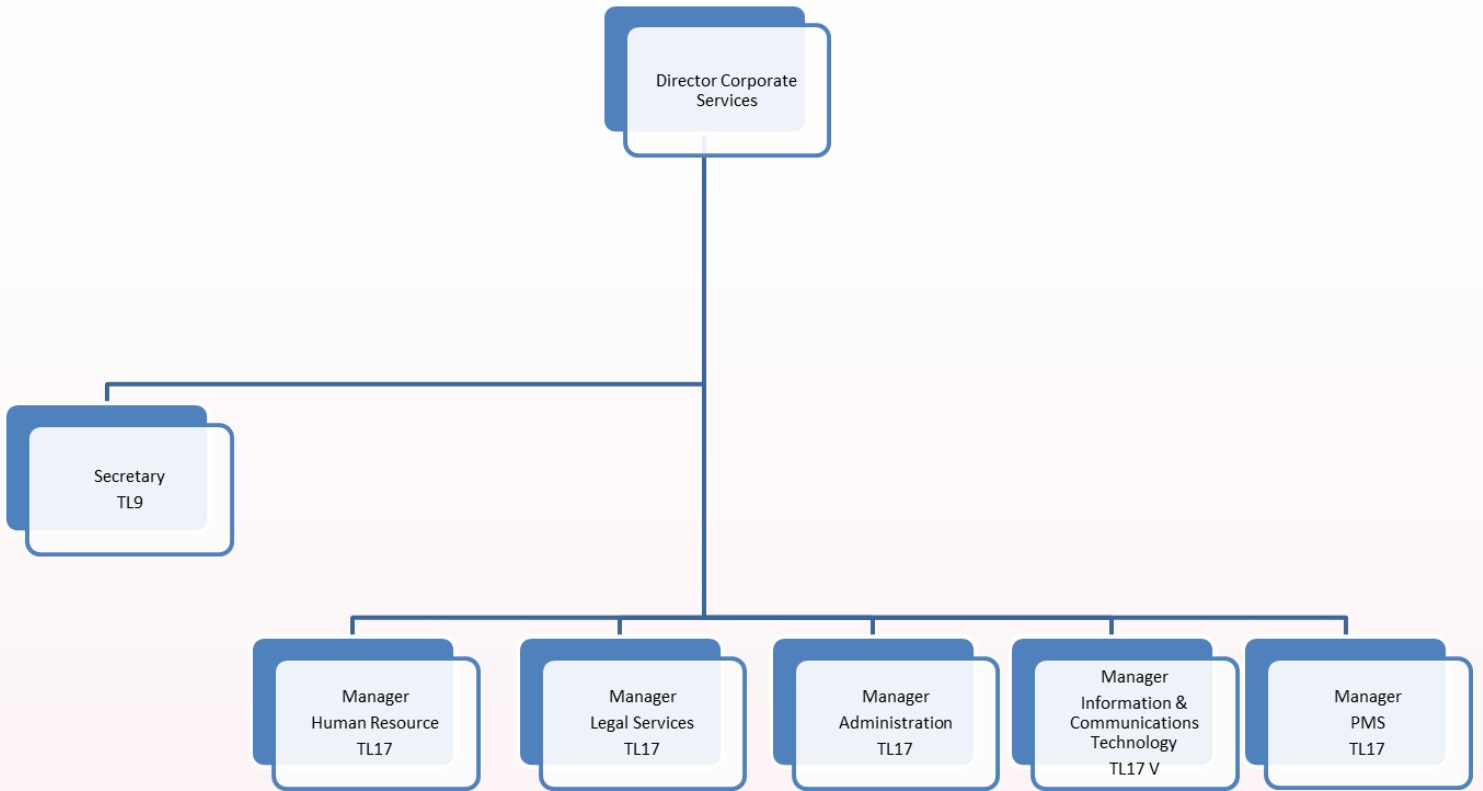 Director Corporate
Services
Secretary
TL9
Manager
Human Resource
TL17
Manager
Legal Services
TL17
Manager
Administration
TL17
Manager
Information &
Communications
Technology
TL17 V
Manager
PMS
TL17